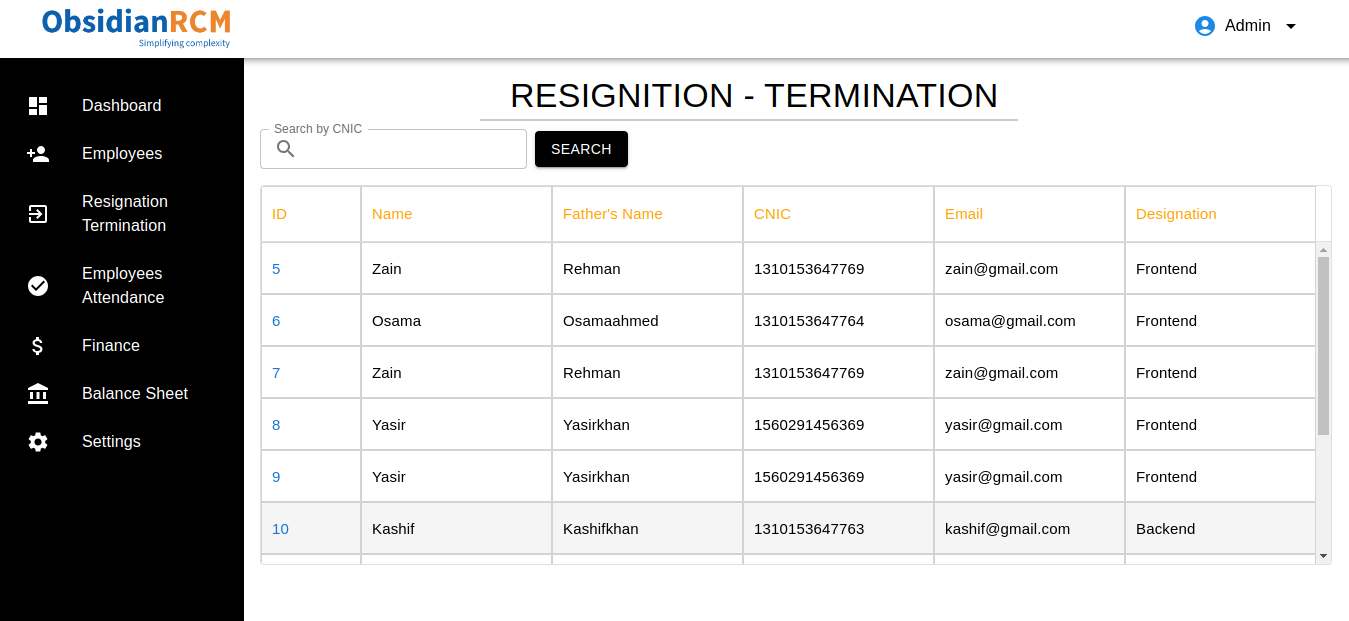 ObsidianRCM
Simplifying complexity
Admin
Dashboard
Employees
Resignation
Termination
Employees
Attendance
Finance
Balance Sheet
Settings
RESIGNITION - TERMINATION
Search by CNIC
SEARCH
ID Name Father's Name CNIC Email Designation
5 Zain Rehman 1310153647769 zain@gmail.com Frontend
6 Osama Osamaahmed 1310153647764 osama@gmail.com Frontend
7 Zain Rehman 1310153647769 zain@gmail.com Frontend
8 Yasir Yasirkhan 1560291456369 yasir@gmail.com Frontend
9 Yasir Yasirkhan 1560291456369 yasir@gmail.com Frontend
10 Kashif Kashifkhan 1310153647763 kashif@gmail.com Backend